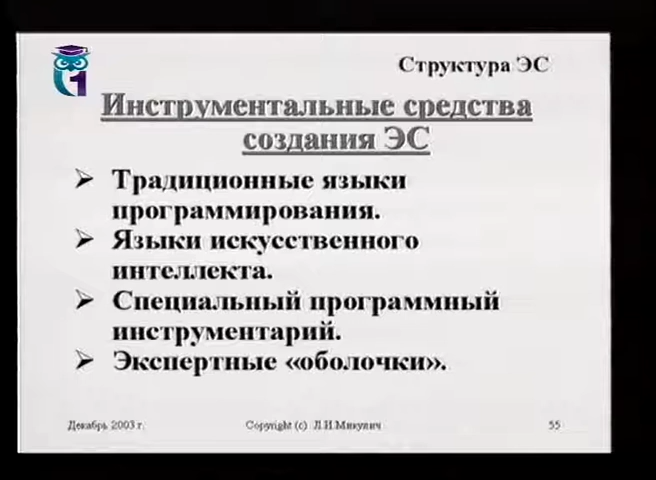 Структура ЭС
1
Инструментальные средства
создания ЭС
Традиционные языки
программирования.
Языки искусственного
интеллекта.
Специальный программный
инструментарий.
Экспертные «оболочки».
Декабрь 2003 г.
Copyright (c) Л.И.Микулич
55